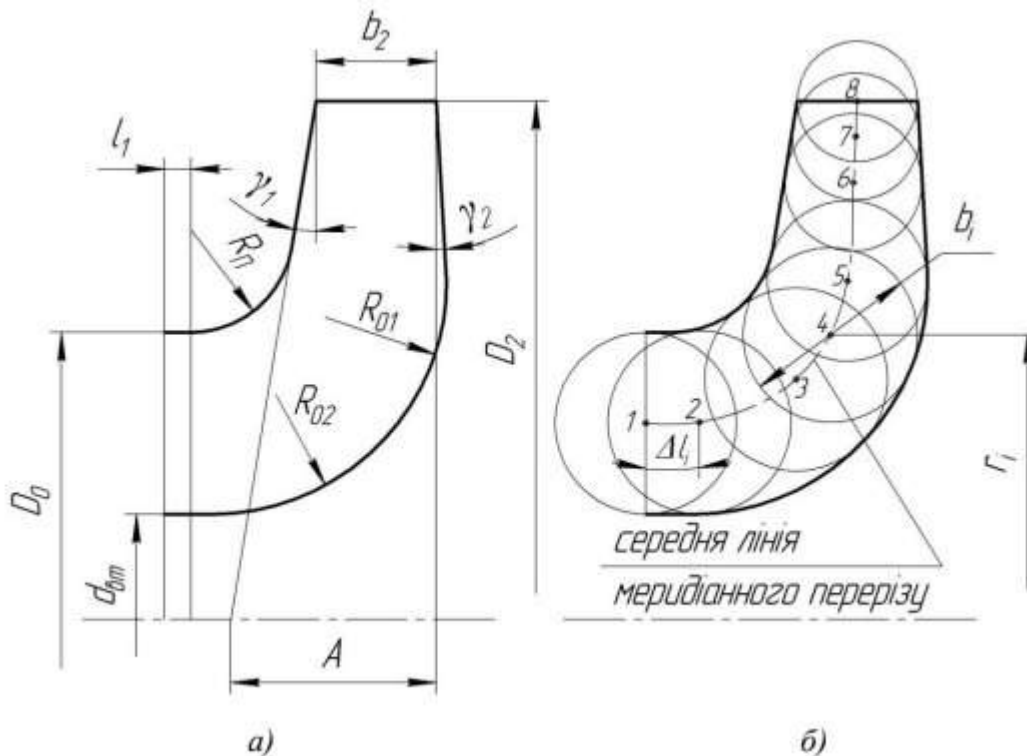 b₂
l₁
γ₁
γ₂
Rп
R₀₁
R₀₂
D₂
D₀
dвт
A
а)
8
7
6
bᵢ
5
4
3
1
2
Δlᵢ
rᵢ
середня лінія
меридіанного перерізу
б)